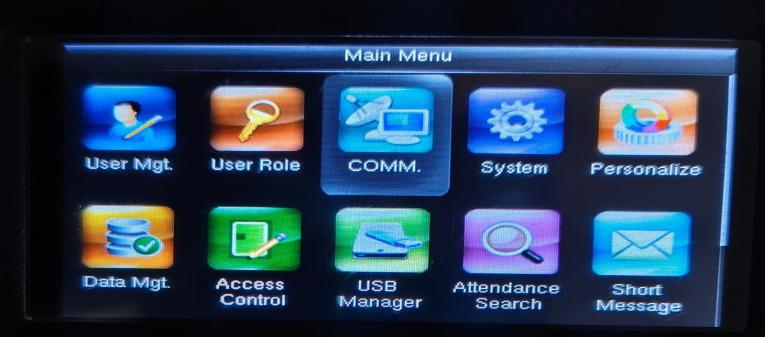 Main Menu
User Mgt.
User Role
COMM.
System
Personalize
Data Mgt.
Access
Control
USB
Manager
Attendance
Search
Short
Message